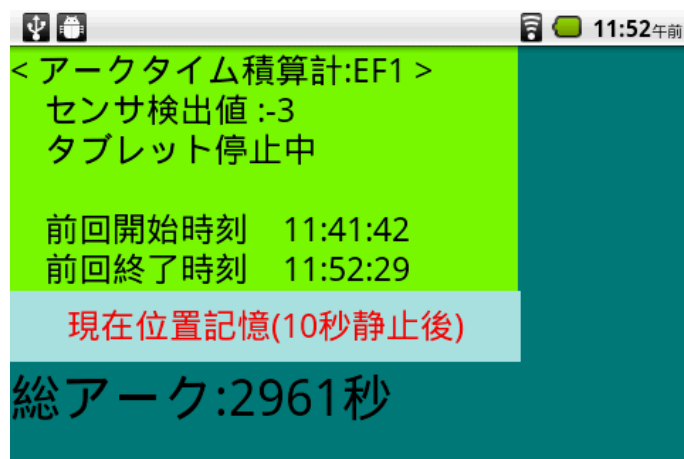 11:52午前
< アークタイム積算計:EF1 >
センサ検出値 :-3
タブレット停止中
前回開始時刻 11:41:42
前回終了時刻 11:52:29
現在位置記憶(10秒静止後)
総アーク:2961秒